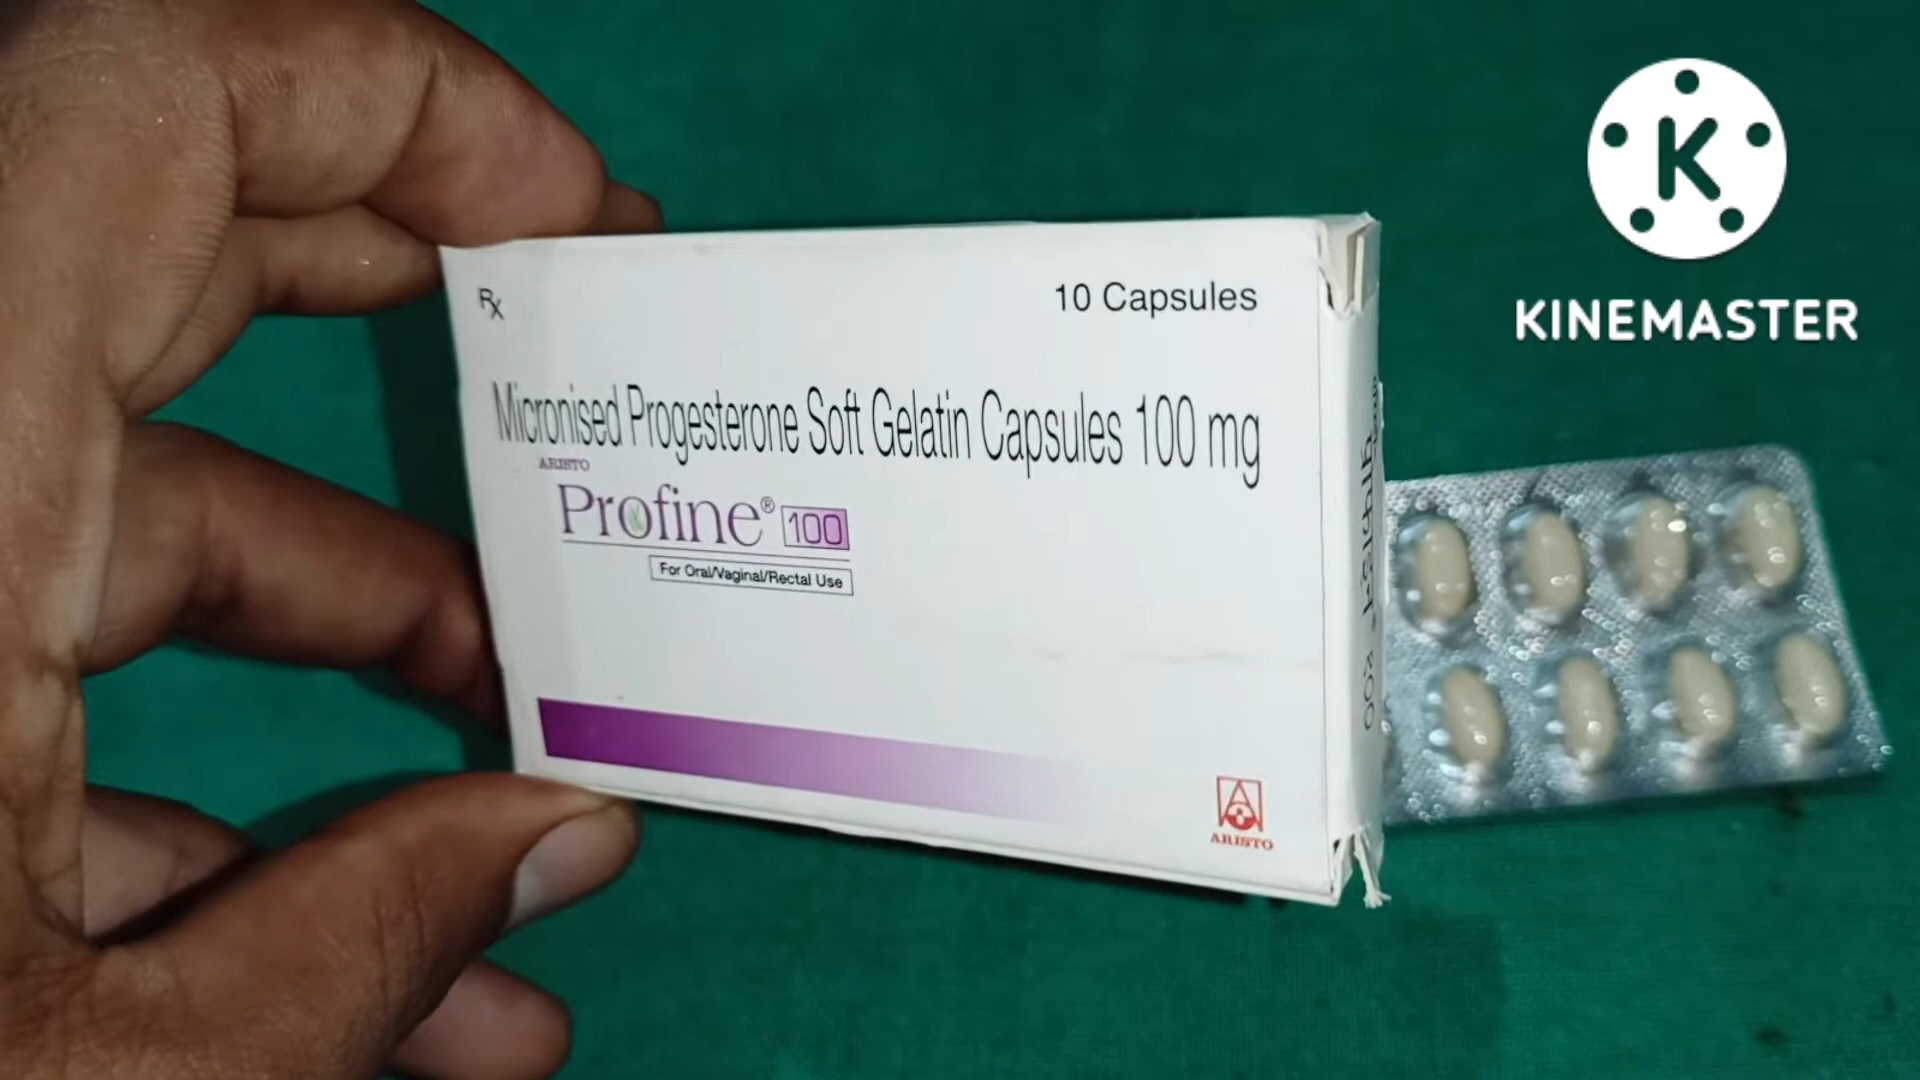 Rx
10 Capsules
Micronised Progesterone Soft Gelatin Capsules 100 mg
ARISTO
Profine® 100
For Oral/Vaginal/Rectal Use
ARISTO
K
KINEMASTER